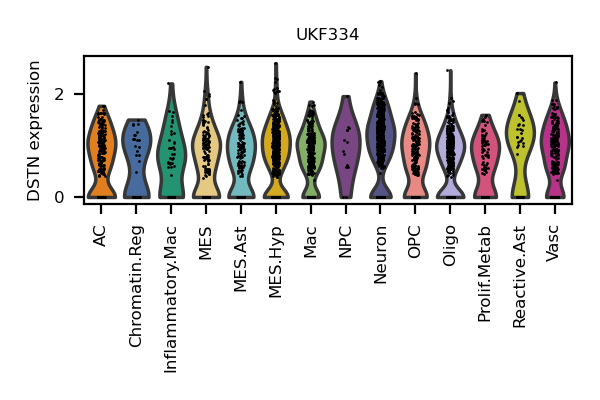 UKF334
DSTN expression
2
0
AC
Chromatin.Reg
Inflammatory.Mac
MES
MES.Ast
MES.Hyp
Mac
NPC
Neuron
OPC
Oligo
Prolif.Metab
Reactive.Ast
Vasc